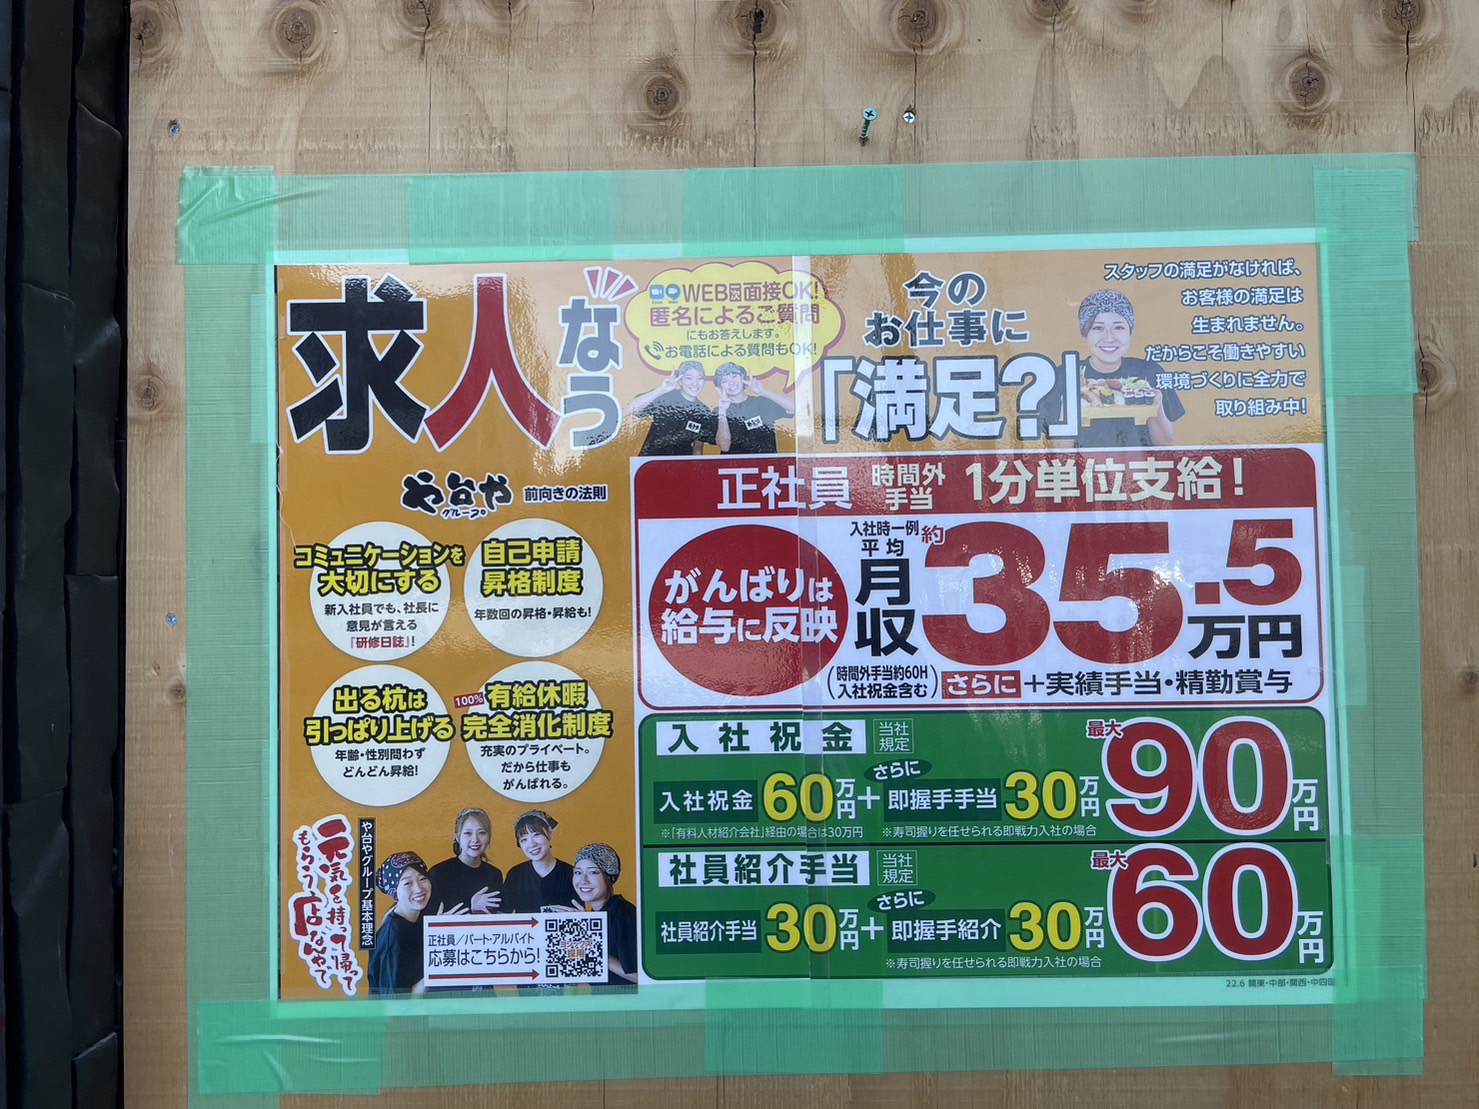 求人なう
WEB面接OK!
匿名によるご質問
にもお答えします。
お電話による質問もOK!
今の
お仕事に
「満足?」
スタッフの満足がなければ、
お客様の満足は
生まれません。
だからこそ働きやすい
環境づくりに全力で
取り組み中!
や台や
グループ®
前向きの法則
コミュニケーションを
大切にする
新入社員でも、社長に
意見が言える
『研修日誌』!
自己申請
昇格制度
年数回の昇格・昇給も!
出る杭は
引っぱり上げる
年齢・性別問わず
どんどん昇給!
100%
有給休暇
完全消化制度
充実のプライベート。
だから仕事も
がんばれる。
や台やグループ基本理念
元気を持って帰って
もらう店なんやで
正社員/パート・アルバイト
応募はこちらから!
正社員 時間外手当 1分単位支給!
がんばりは
給与に反映
入社時一例
平均
月収
約35.5万円
(時間外手当約60H
入社祝金含む)
さらに+実績手当・精勤賞与
入社祝金 当社規定
入社祝金60万円+さらに即握手手当30万円
最大90万円
※「有料人材紹介会社」経由の場合は30万円
※寿司握りを任せられる即戦力入社の場合
社員紹介手当 当社規定
社員紹介手当30万円+さらに即握手紹介30万円
最大60万円
※寿司握りを任せられる即戦力入社の場合
22.6 関東・中部・関西・中四国